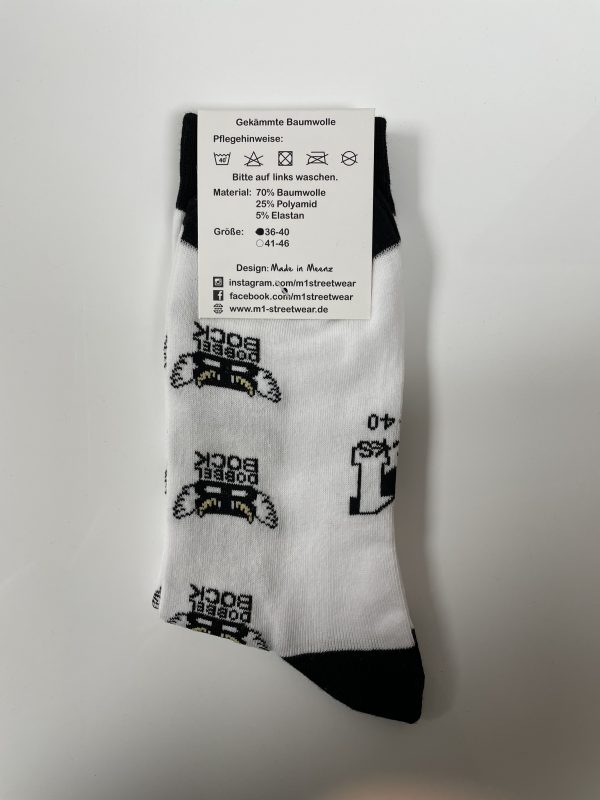 Gekämmte Baumwolle
Pflegehinweise:
40
Bitte auf links waschen.
Material: 70% Baumwolle
25% Polyamid
5% Elastan
Größe: 36-40
41-46
Design: Made in Meenz
instagram.com/m1streetwear
facebook.com/m1streetwear
www.m1-streetwear.de
DOBBEL
BOCK
DOBBEL
BOCK
DOBBEL
BOCK
40